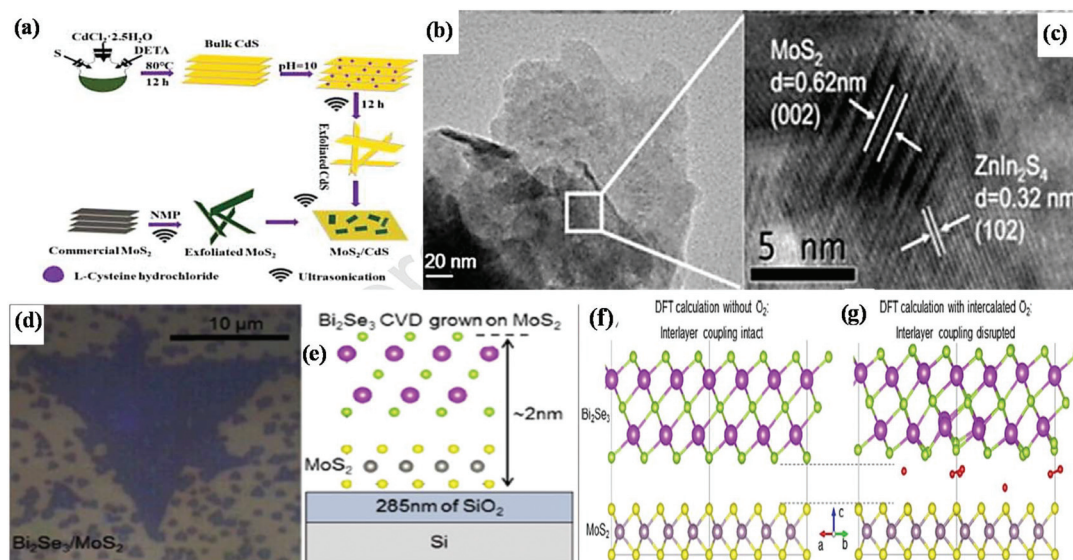 (a)
CdCl₂·2.5H₂O
S
DETA
80℃
12 h
Bulk CdS
pH=10
12 h
Exfoliated CdS
NMP
Commercial MoS₂
Exfoliated MoS₂
MoS₂/CdS
L-Cysteine hydrochloride
Ultrasonication
(b)
20 nm
(c)
MoS₂
d=0.62nm
(002)
ZnIn₂S₄
d=0.32 nm
(102)
5 nm
(d)
10 µm
Bi₂Se₃/MoS₂
(e)
Bi₂Se₃ CVD grown on MoS₂
~2nm
MoS₂
285nm of SiO₂
Si
(f)
DFT calculation without O₂:
Interlayer coupling intact
Bi₂Se₃
MoS₂
c
a
b
(g)
DFT calculation with intercalated O₂:
Interlayer coupling disrupted